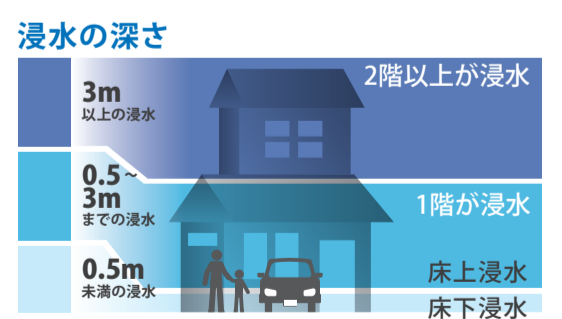 浸水の深さ
2階以上が浸水
3m
以上の浸水
0.5~
3m
までの浸水
1階が浸水
0.5m
未満の浸水
床上浸水
床下浸水